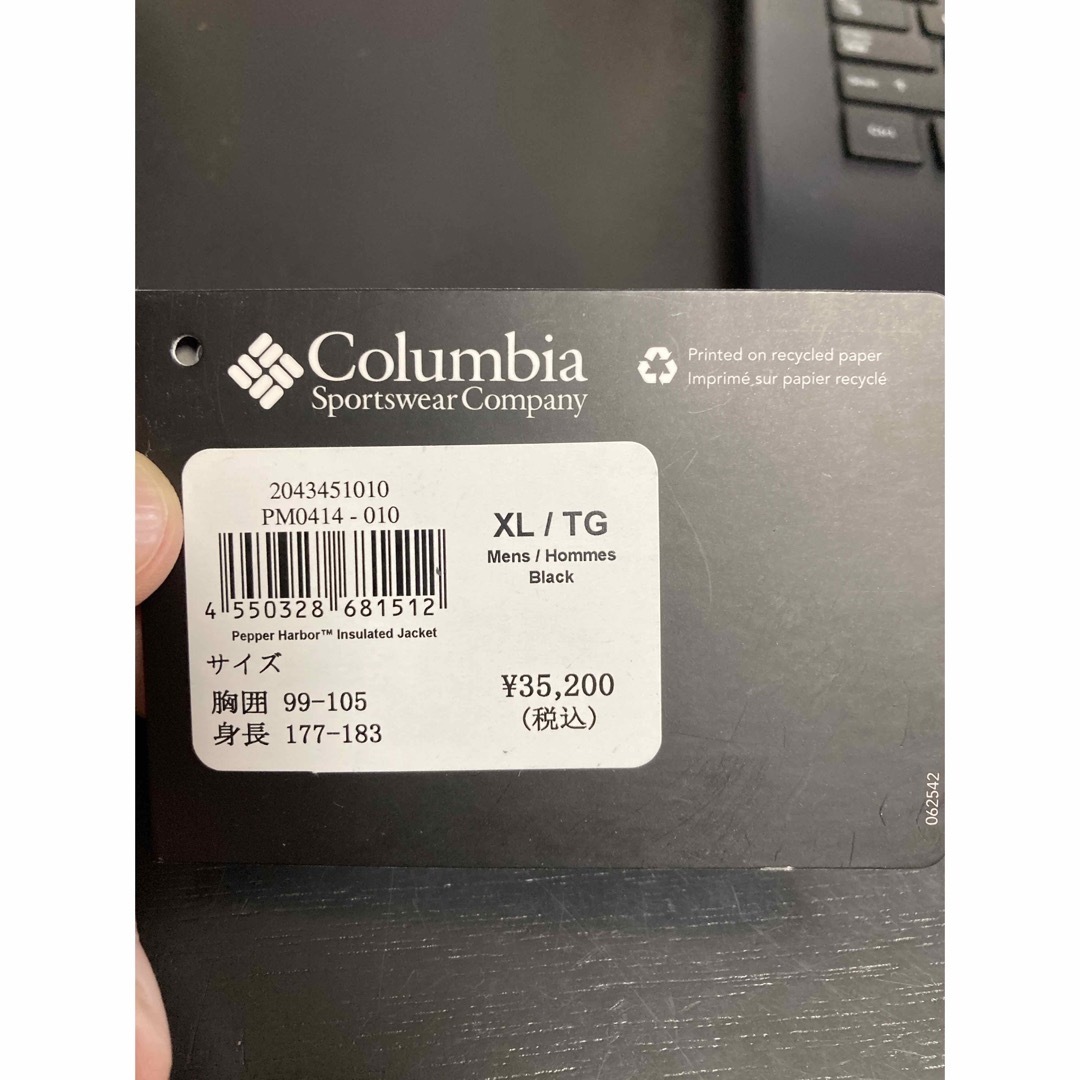 Columbia
Sportswear Company
Printed on recycled paper
Imprimé sur papier recyclé
2043451010
PM0414 - 010
4 550328 681512
Pepper Harbor™ Insulated Jacket
XL / TG
Mens / Hommes
Black
サイズ
胸囲 99-105
身長 177-183
¥35,200
(税込)
062542
Ctrl